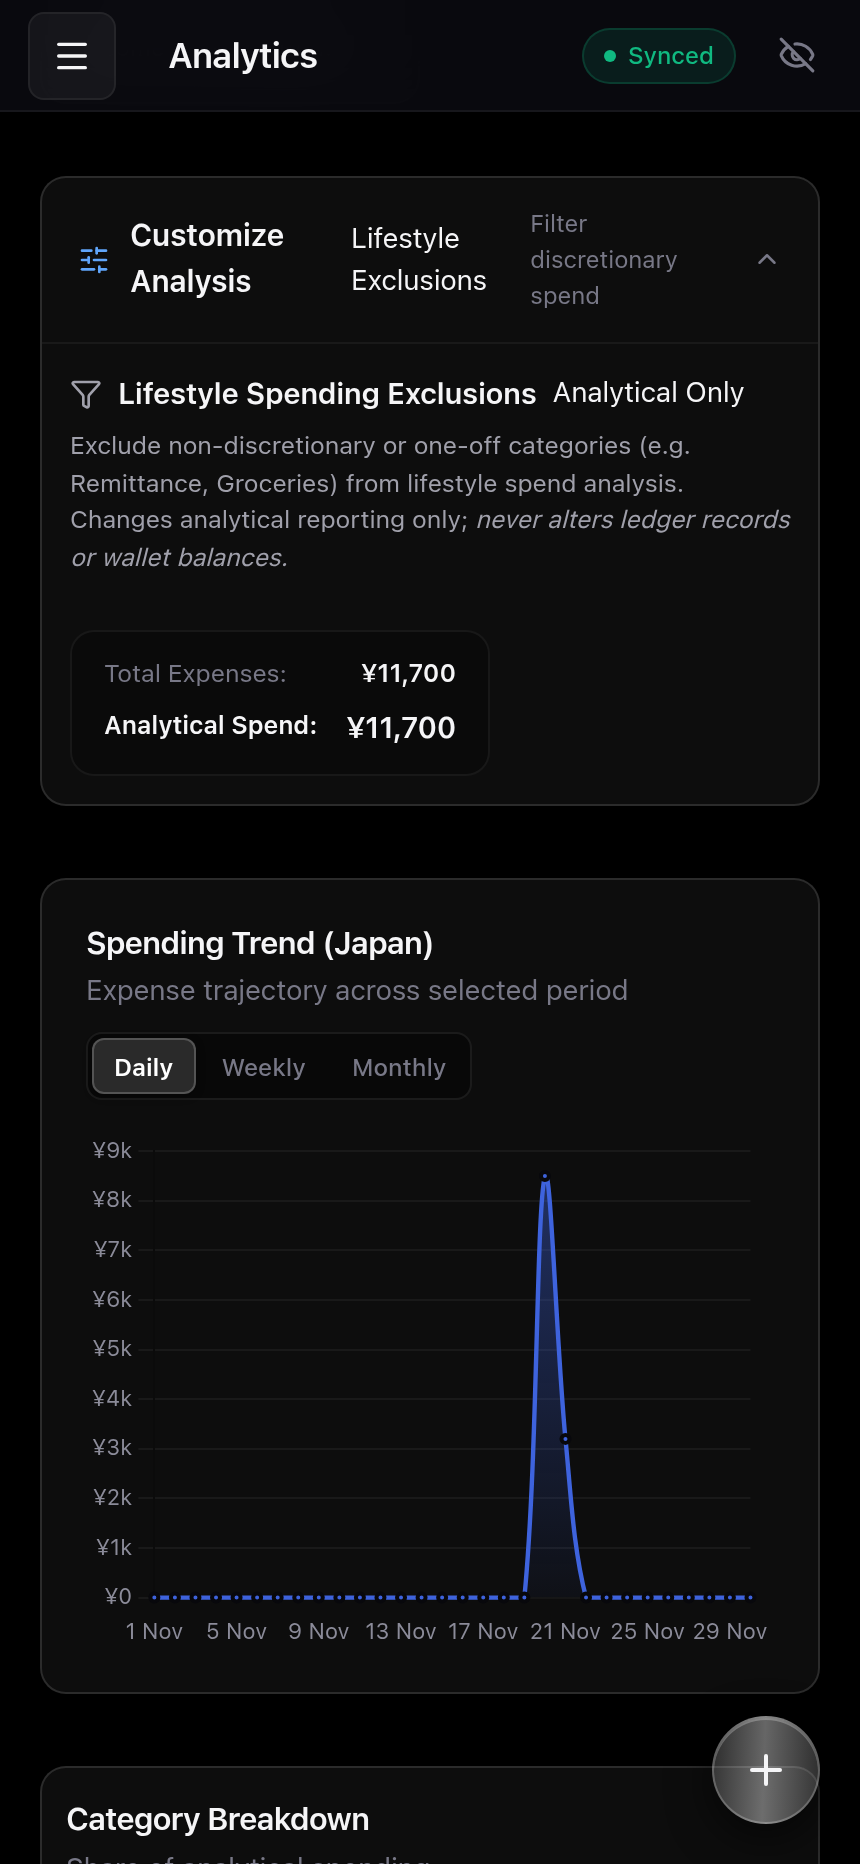 Analytics
Synced
Customize
Analysis
Lifestyle
Exclusions
Filter
discretionary
spend
Lifestyle Spending Exclusions Analytical Only
Exclude non-discretionary or one-off categories (e.g.
Remittance, Groceries) from lifestyle spend analysis.
Changes analytical reporting only; never alters ledger records
or wallet balances.
Total Expenses: ¥11,700
Analytical Spend: ¥11,700
Spending Trend (Japan)
Expense trajectory across selected period
Daily Weekly Monthly
¥9k
¥8k
¥7k
¥6k
¥5k
¥4k
¥3k
¥2k
¥1k
¥0
1 Nov 5 Nov 9 Nov 13 Nov 17 Nov 21 Nov 25 Nov 29 Nov
Category Breakdown
Share of analytical spending